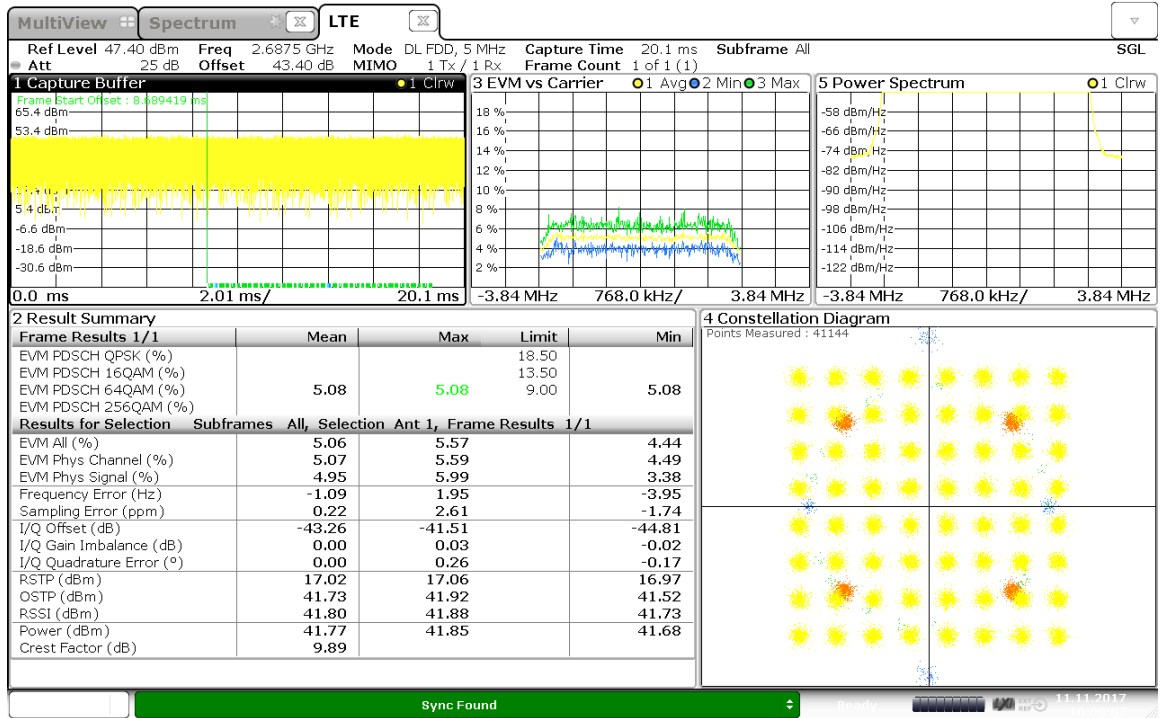 MultiView Spectrum LTE
Ref Level 47.40 dBm Freq 2.6875 GHz Mode DL FDD, 5 MHz Capture Time 20.1 ms Subframe All SGL
Att 25 dB Offset 43.40 dB MIMO 1 Tx / 1 Rx Frame Count 1 of 1 (1)
1 Capture Buffer 1 Clrw
Frame Start Offset : 8.689419 ms
65.4 dBm
53.4 dBm
5.4 dBm
-6.6 dBm
-18.6 dBm
-30.6 dBm
0.0 ms 2.01 ms/ 20.1 ms
3 EVM vs Carrier 1 Avg 2 Min 3 Max
18 %
16 %
14 %
12 %
10 %
8 %
6 %
4 %
2 %
-3.84 MHz 768.0 kHz/ 3.84 MHz
5 Power Spectrum 1 Clrw
-58 dBm/Hz
-66 dBm/Hz
-74 dBm/Hz
-82 dBm/Hz
-90 dBm/Hz
-98 dBm/Hz
-106 dBm/Hz
-114 dBm/Hz
-122 dBm/Hz
-3.84 MHz 768.0 kHz/ 3.84 MHz
2 Result Summary
Frame Results 1/1 Mean Max Limit Min
EVM PDSCH QPSK (%) 18.50
EVM PDSCH 16QAM (%) 13.50
EVM PDSCH 64QAM (%) 5.08 5.08 9.00 5.08
EVM PDSCH 256QAM (%)
Results for Selection Subframes All, Selection Ant 1, Frame Results 1/1
EVM All (%) 5.06 5.57 4.44
EVM Phys Channel (%) 5.07 5.59 4.49
EVM Phys Signal (%) 4.95 5.99 3.38
Frequency Error (Hz) -1.09 1.95 -3.95
Sampling Error (ppm) 0.22 2.61 -1.74
I/Q Offset (dB) -43.26 -41.51 -44.81
I/Q Gain Imbalance (dB) 0.00 0.03 -0.02
I/Q Quadrature Error (º) 0.00 0.26 -0.17
RSTP (dBm) 17.02 17.06 16.97
OSTP (dBm) 41.73 41.92 41.52
RSSI (dBm) 41.80 41.88 41.73
Power (dBm) 41.77 41.85 41.68
Crest Factor (dB) 9.89
4 Constellation Diagram
Points Measured : 41144
Sync Found
Ready
11.11.2017